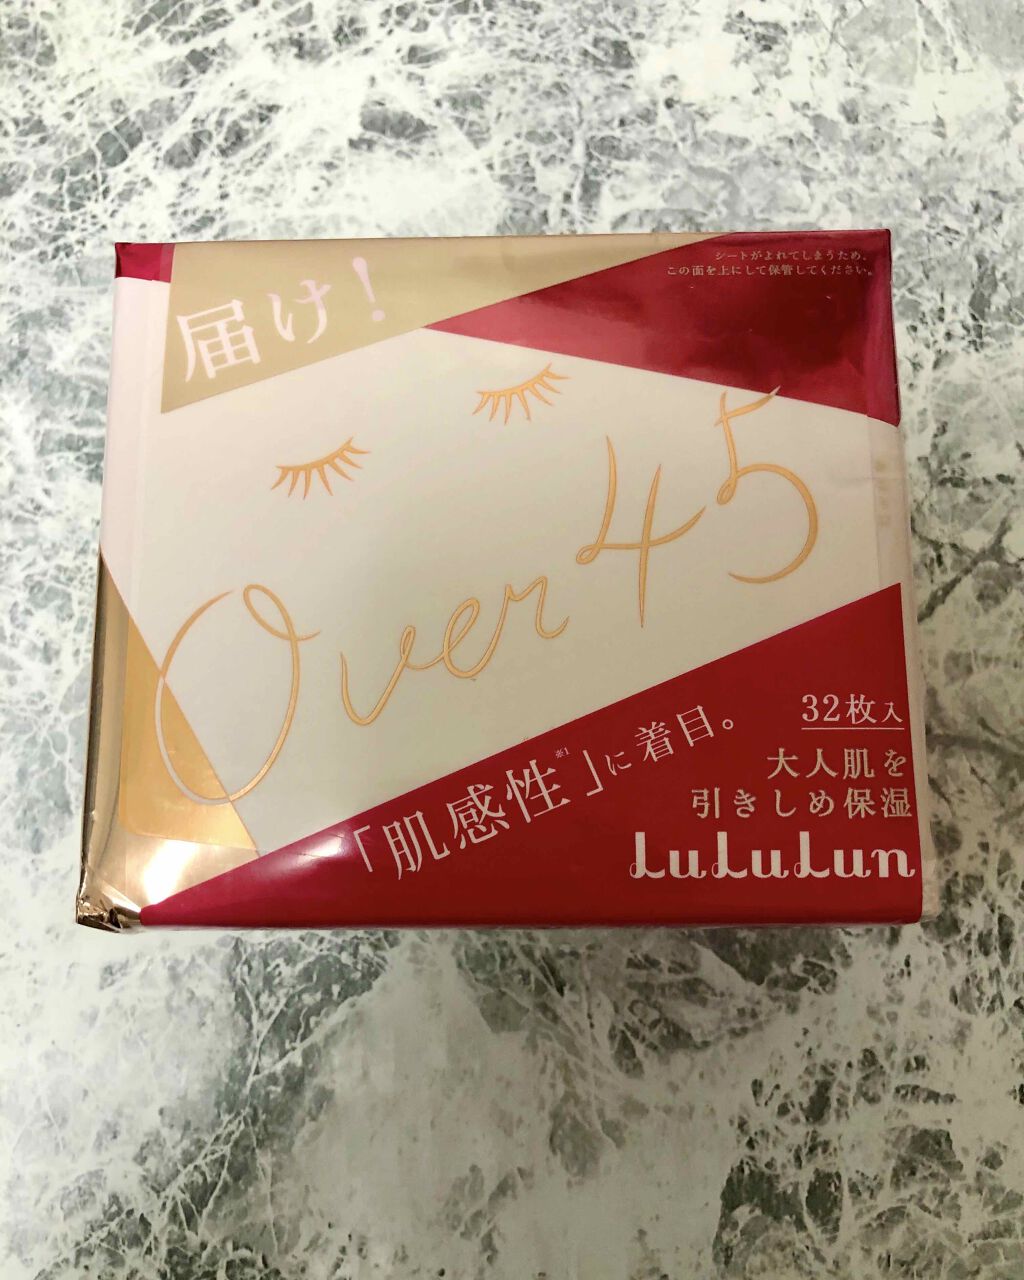 シートがよれてしまうため、
この面を上にして保管してください。
届け!
Over45
「肌感性※1」に着目。
32枚入
大人肌を
引きしめ保湿
LuLuLun